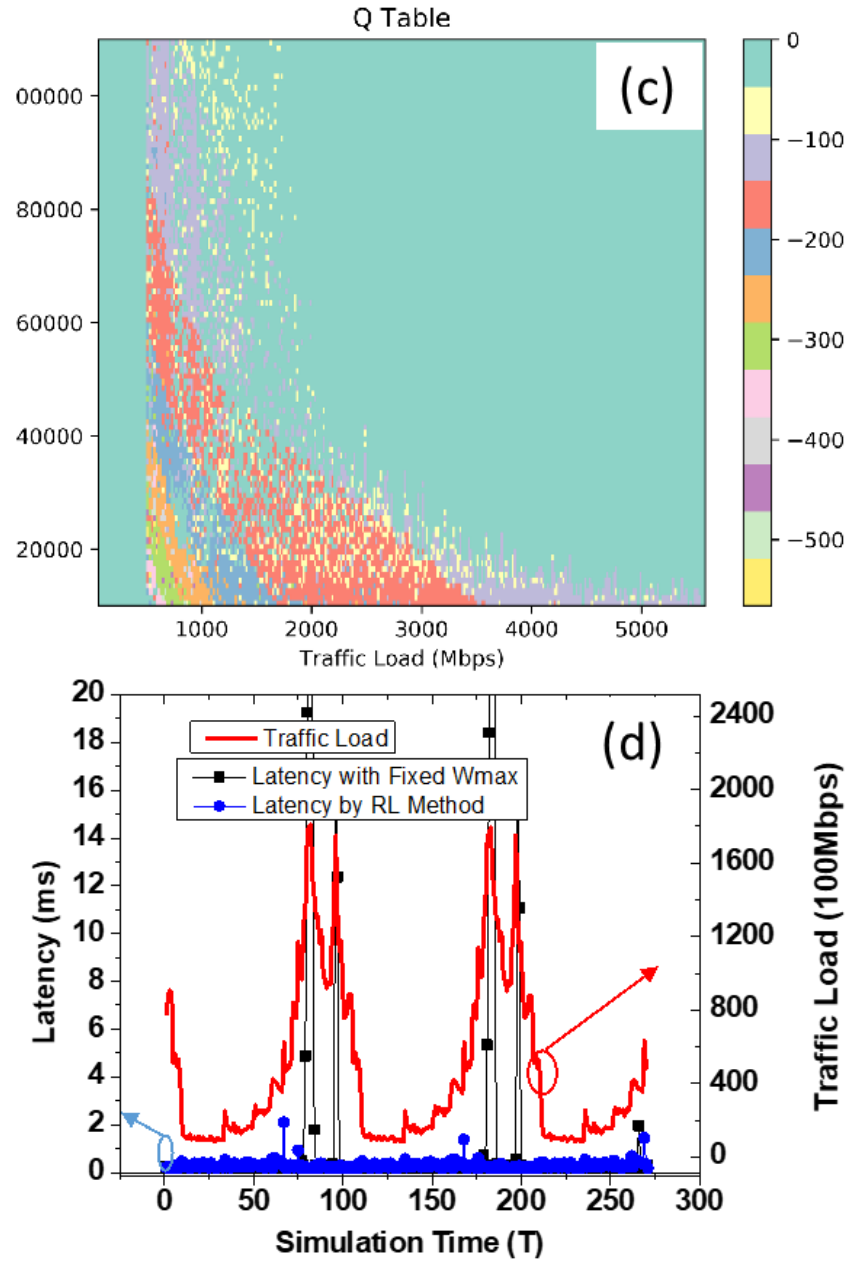 Q Table
(c)
00000
80000
60000
40000
20000
1000 2000 3000 4000 5000
Traffic Load (Mbps)
0
−100
−200
−300
−400
−500
(d)
Traffic Load
Latency with Fixed Wmax
Latency by RL Method
20
18
16
14
12
10
8
6
4
2
0
Latency (ms)
2400
2000
1600
1200
800
400
0
Traffic Load (100Mbps)
0 50 100 150 200 250 300
Simulation Time (T)